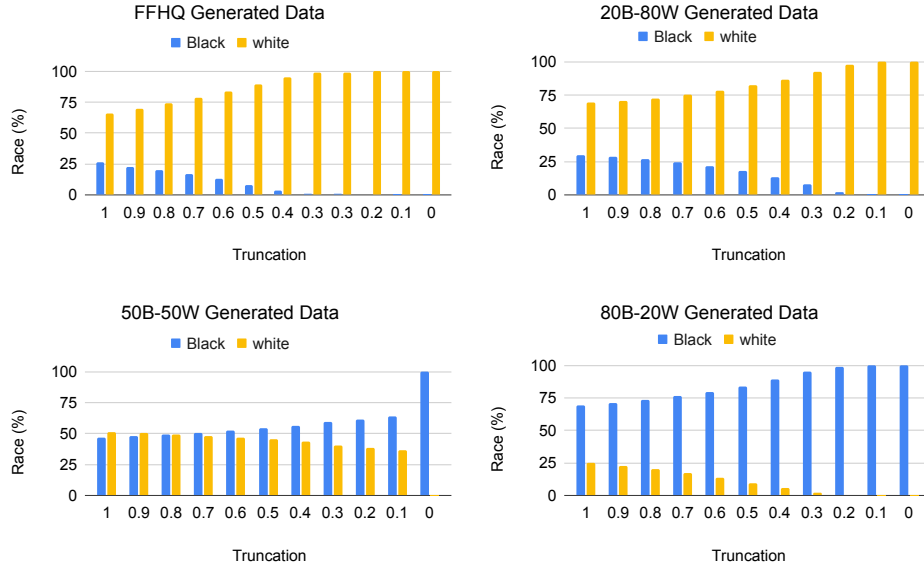 FFHQ Generated Data
Black white
100
75
50
25
0
Race (%)
1 0.9 0.8 0.7 0.6 0.5 0.4 0.3 0.3 0.2 0.1 0
Truncation
20B-80W Generated Data
Black white
100
75
50
25
0
Race (%)
1 0.9 0.8 0.7 0.6 0.5 0.4 0.3 0.2 0.1 0
Truncation
50B-50W Generated Data
Black white
100
75
50
25
0
Race (%)
1 0.9 0.8 0.7 0.6 0.5 0.4 0.3 0.2 0.1 0
Truncation
80B-20W Generated Data
Black white
100
75
50
25
0
Race (%)
1 0.9 0.8 0.7 0.6 0.5 0.4 0.3 0.2 0.1 0
Truncation